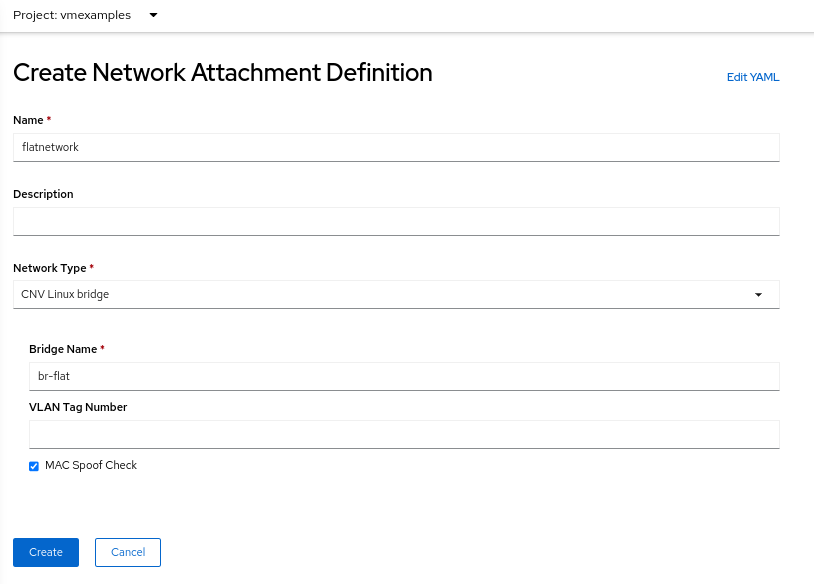 Project: vmexamples
Create Network Attachment Definition
Edit YAML
Name *
flatnetwork
Description
Network Type *
CNV Linux bridge
Bridge Name *
br-flat
VLAN Tag Number
MAC Spoof Check
Create Cancel